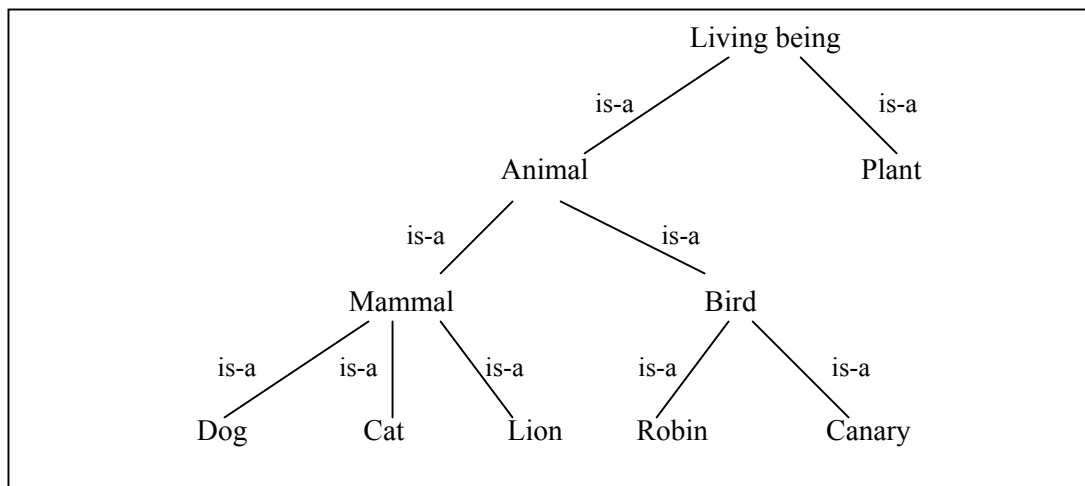 Living being
is-a is-a
Animal Plant
is-a is-a
Mammal Bird
is-a is-a is-a is-a is-a
Dog Cat Lion Robin Canary